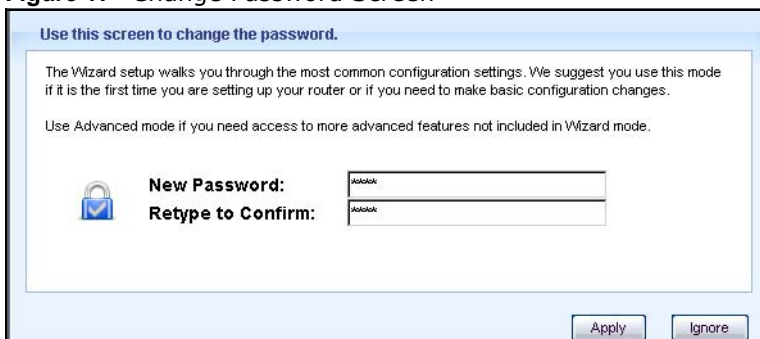 Change Password Screen
Use this screen to change the password.
The Wizard setup walks you through the most common configuration settings. We suggest you use this mode
if it is the first time you are setting up your router or if you need to make basic configuration changes.
Use Advanced mode if you need access to more advanced features not included in Wizard mode.
New Password: *****
Retype to Confirm: *****
Apply Ignore